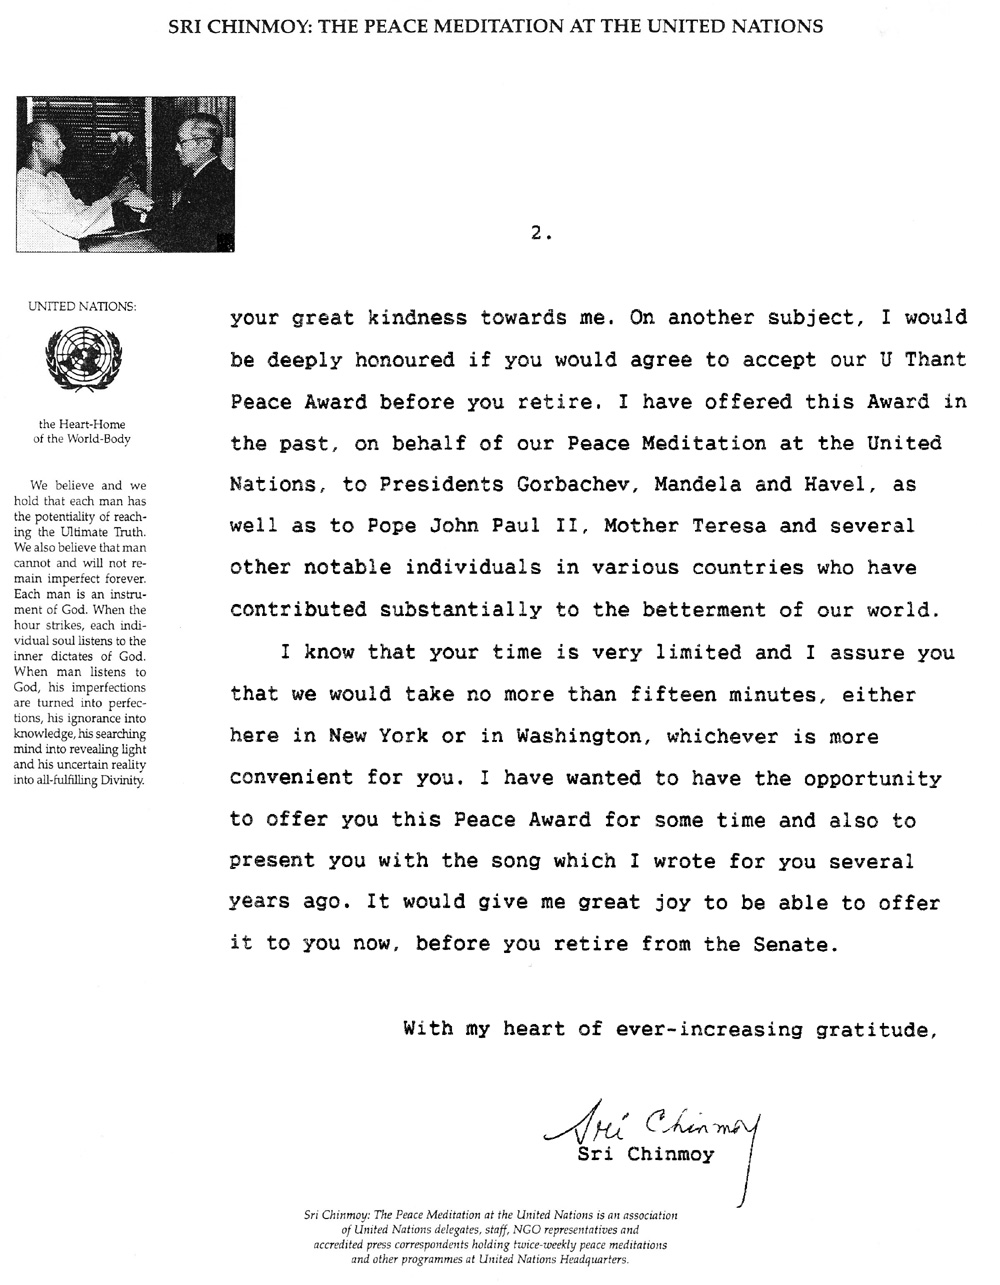 SRI CHINMOY: THE PEACE MEDITATION AT THE UNITED NATIONS
2.
UNITED NATIONS:
the Heart-Home
of the World-Body
We believe and we
hold that each man has
the potentiality of reach-
ing the Ultimate Truth.
We also believe that man
cannot and will not re-
main imperfect forever.
Each man is an instru-
ment of God. When the
hour strikes, each indi-
vidual soul listens to the
inner dictates of God.
When man listens to
God, his imperfections
are turned into perfec-
tions, his ignorance into
knowledge, his searching
mind into revealing light
and his uncertain reality
into all-fulfilling Divinity.
your great kindness towards me. On another subject, I would
be deeply honoured if you would agree to accept our U Thant
Peace Award before you retire. I have offered this Award in
the past, on behalf of our Peace Meditation at the United
Nations, to Presidents Gorbachev, Mandela and Havel, as
well as to Pope John Paul II, Mother Teresa and several
other notable individuals in various countries who have
contributed substantially to the betterment of our world.
I know that your time is very limited and I assure you
that we would take no more than fifteen minutes, either
here in New York or in Washington, whichever is more
convenient for you. I have wanted to have the opportunity
to offer you this Peace Award for some time and also to
present you with the song which I wrote for you several
years ago. It would give me great joy to be able to offer
it to you now, before you retire from the Senate.
With my heart of ever-increasing gratitude,
Sri Chinmoy
Sri Chinmoy
Sri Chinmoy: The Peace Meditation at the United Nations is an association
of United Nations delegates, staff, NGO representatives and
accredited press correspondents holding twice-weekly peace meditations
and other programmes at United Nations Headquarters.